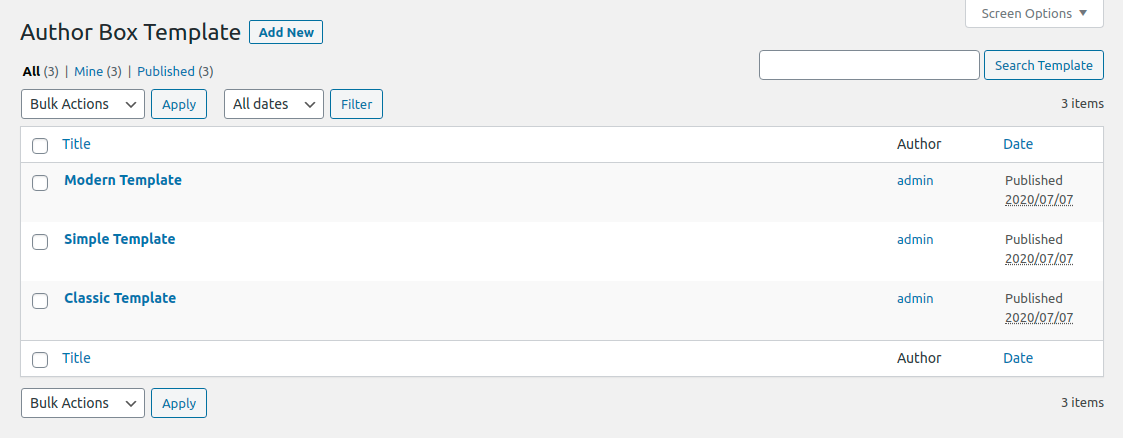 Screen Options
Author Box Template Add New
All (3) | Mine (3) | Published (3)
Search Template
Bulk Actions Apply All dates Filter 3 items
Title Author Date
Modern Template admin Published
2020/07/07
Simple Template admin Published
2020/07/07
Classic Template admin Published
2020/07/07
Title Author Date
Bulk Actions Apply 3 items